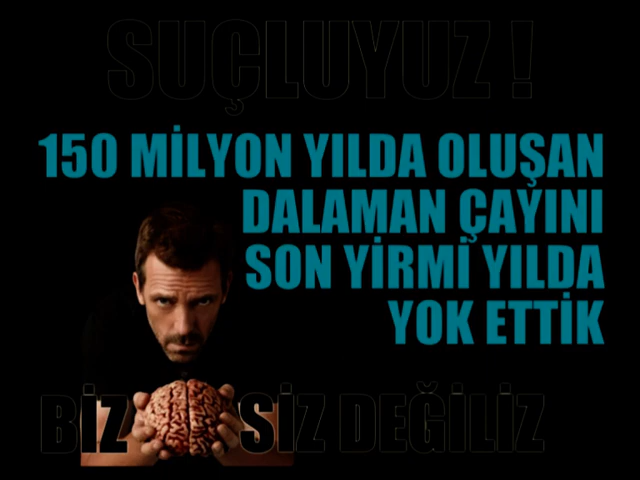 SUÇLUYUZ !
150 MİLYON YILDA OLUŞAN
DALAMAN ÇAYINI
SON YİRMİ YILDA
YOK ETTİK
BİZ SİZ DEĞİLİZ